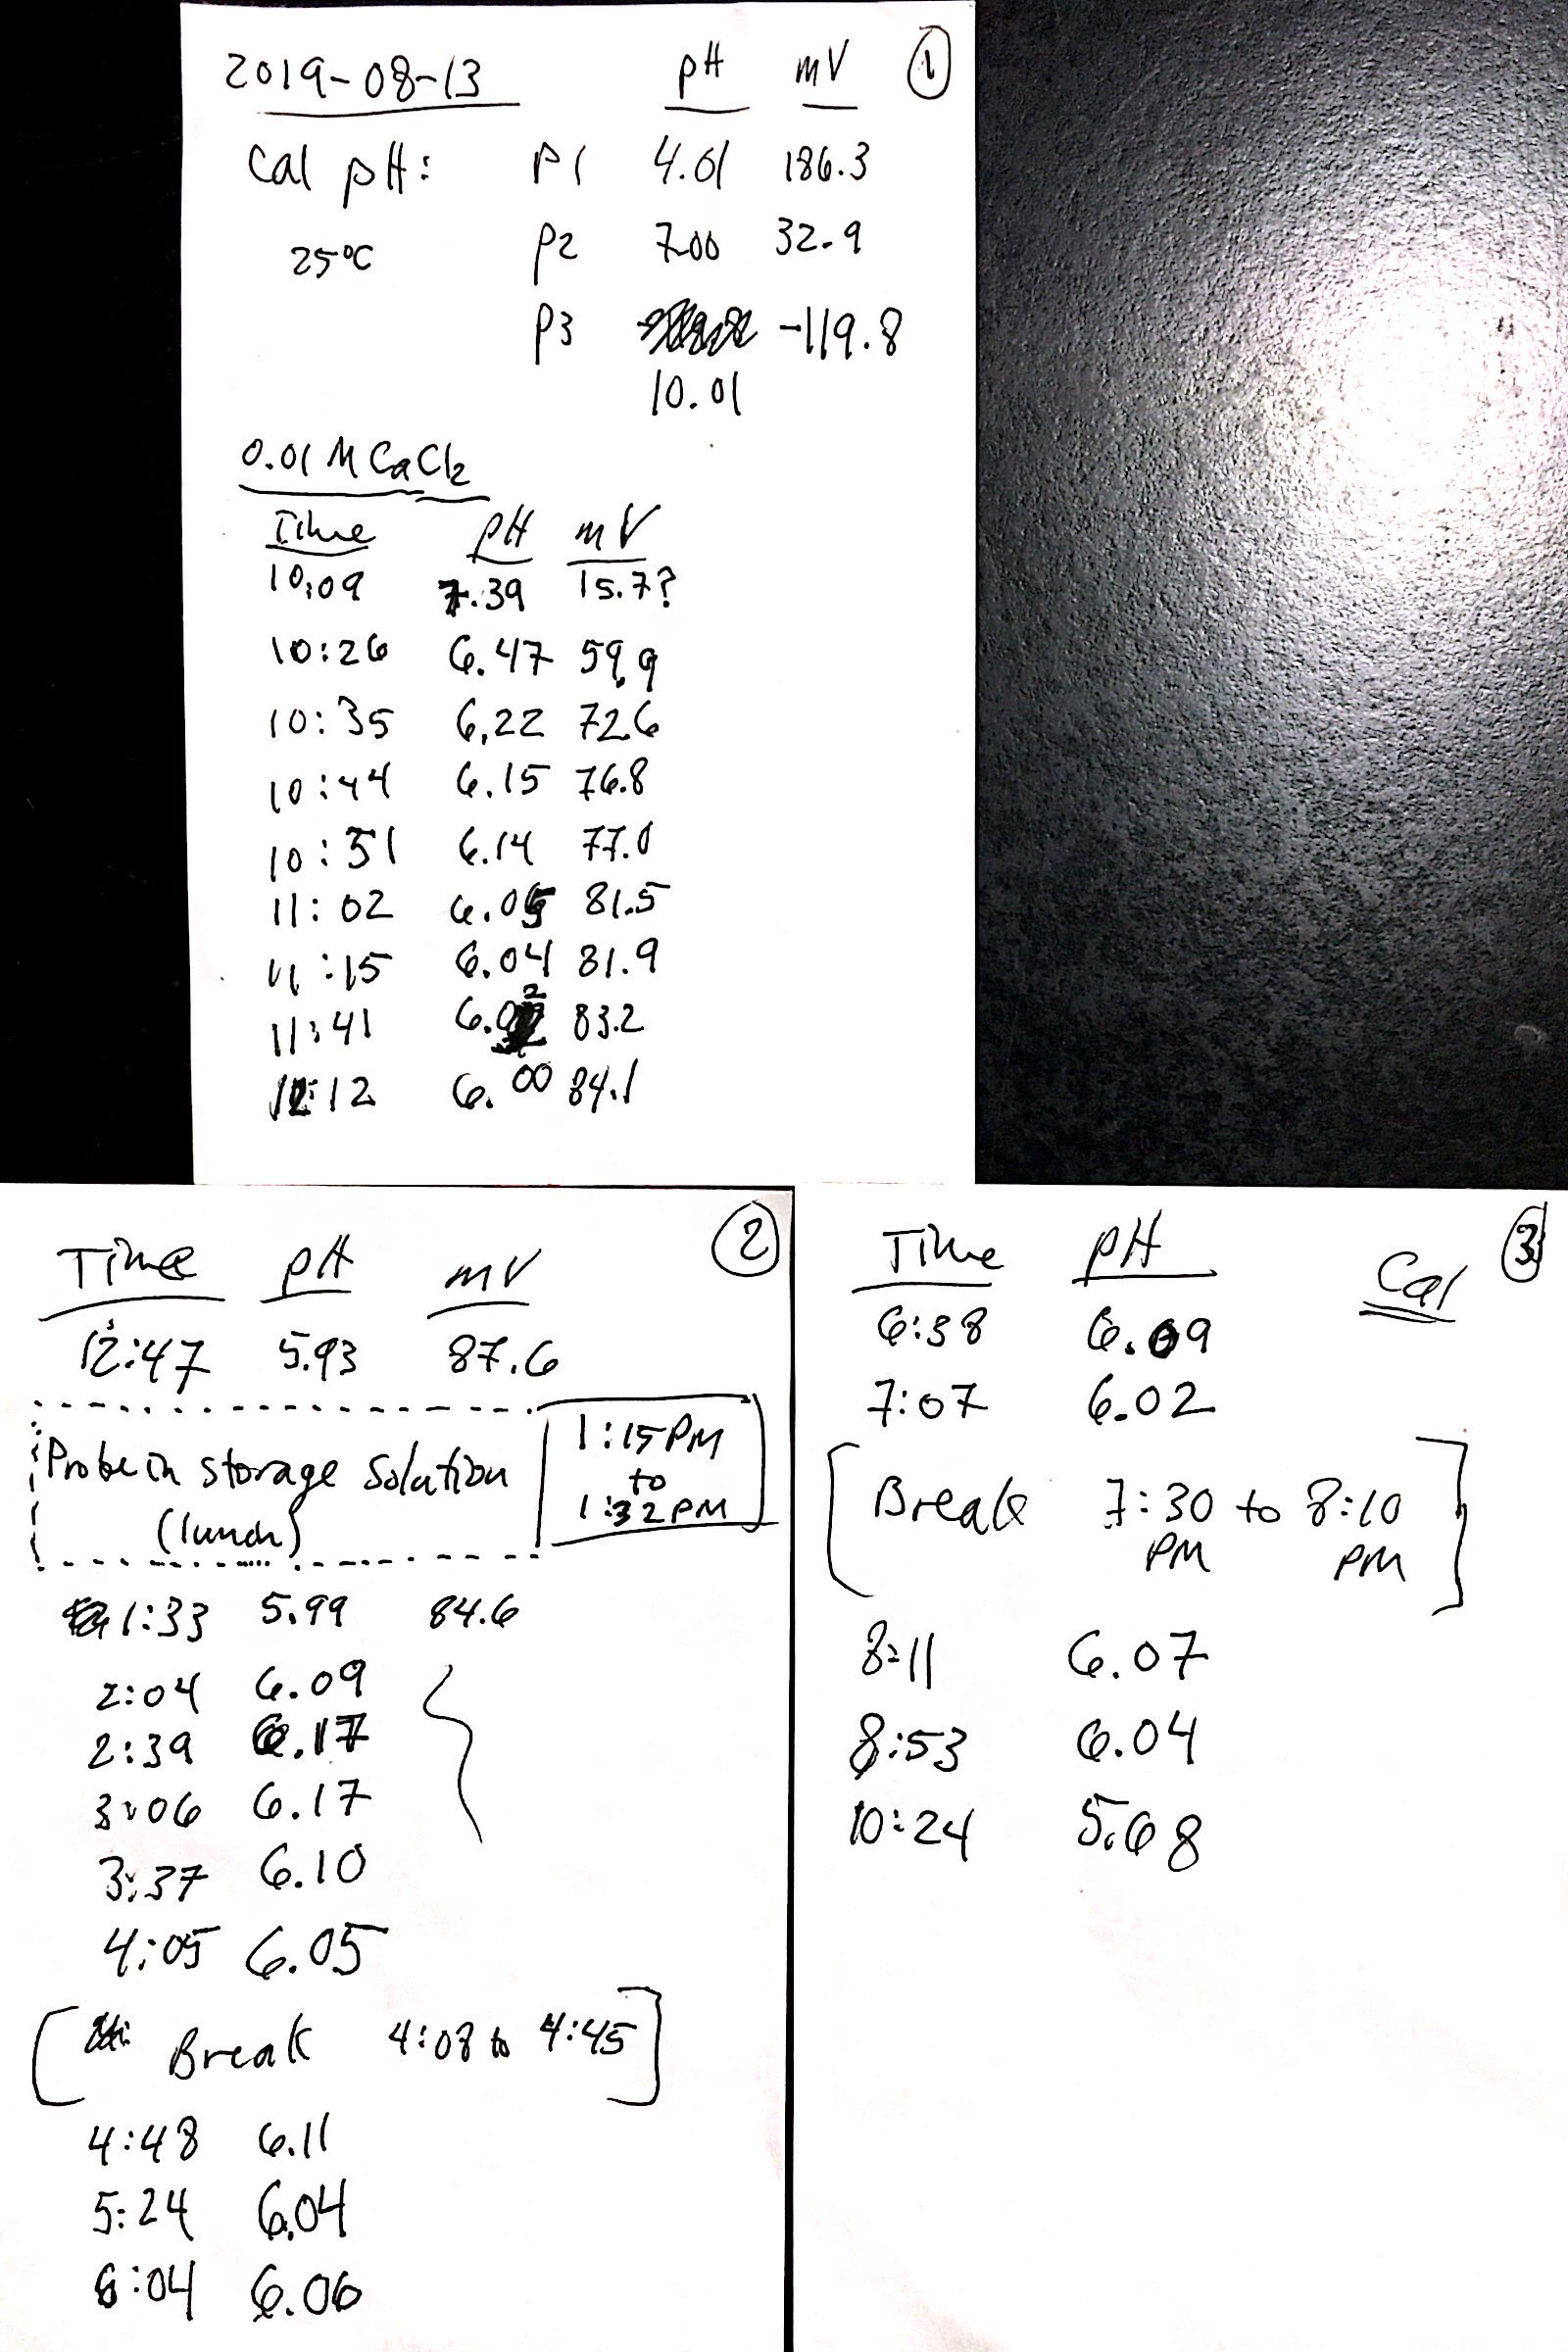 2019-08-13 pH mV 1
Cal pH: P1 4.01 186.3
25°C P2 7.00 32.9
P3 -119.8
10.01
0.01 M CaCl2
Time pH mV
10:09 7.39 15.7?
10:26 6.47 59.9
10:35 6.22 72.6
10:44 6.15 76.8
10:51 6.14 77.0
11:02 6.05 81.5
11:15 6.04 81.9
11:41 6.02 83.2
12:12 6.00 84.1
Time pH mV 2
12:47 5.93 87.6
Probe in storage solution
(lunch)
1:15 PM
to
1:32 PM
1:33 5.99 84.6
2:04 6.09
2:39 6.17
3:06 6.17
3:37 6.10
4:05 6.05
[Break 4:08 to 4:45]
4:48 6.11
5:24 6.04
6:04 6.06
Time pH Cal 3
6:38 6.09
7:07 6.02
[Break 7:30 to 8:10
PM PM]
8:11 6.07
8:53 6.04
10:24 5.68